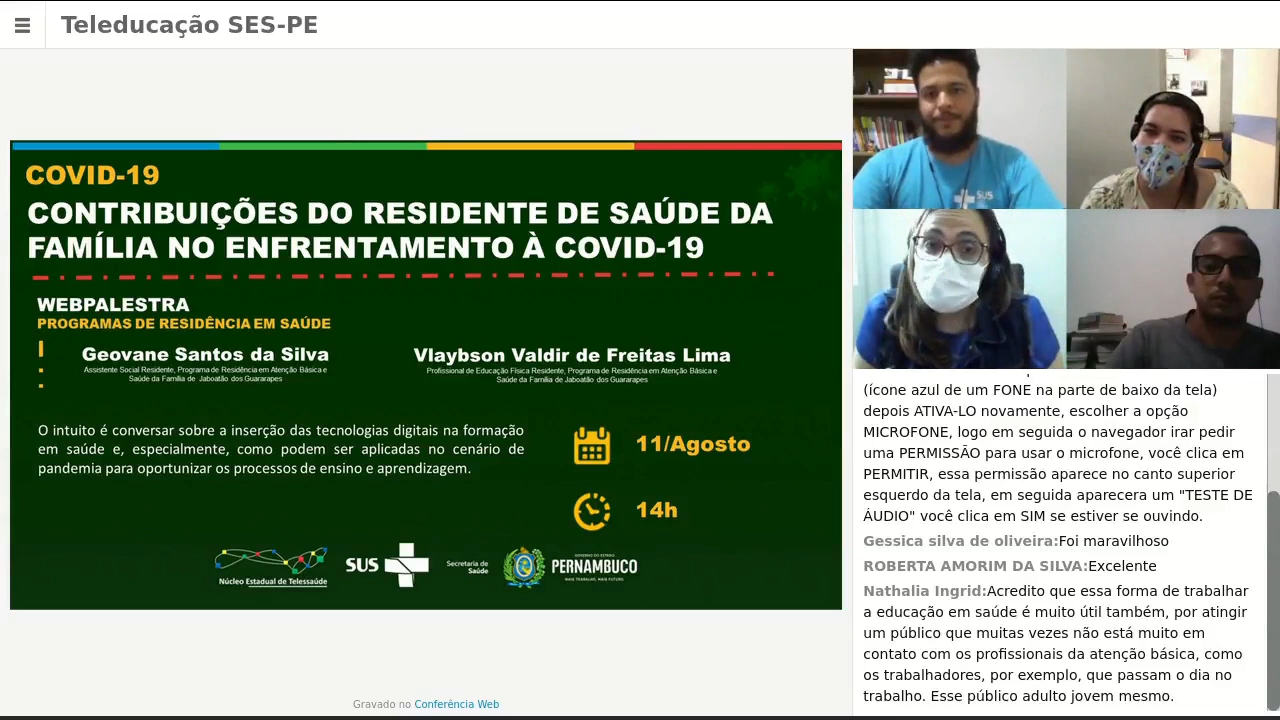 Teleducação SES-PE
COVID-19
CONTRIBUIÇÕES DO RESIDENTE DE SAÚDE DA
FAMÍLIA NO ENFRENTAMENTO À COVID-19
WEBPALESTRA
PROGRAMAS DE RESIDÊNCIA EM SAÚDE
Geovane Santos da Silva
Assistente Social Residente, Programa de Residência em Atenção Básica e
Saúde da Família de Jaboatão dos Guararapes
Vlaybson Valdir de Freitas Lima
Profissional de Educação Física Residente, Programa de Residência em Atenção Básica e
Saúde da Família de Jaboatão dos Guararapes
O intuito é conversar sobre a inserção das tecnologias digitais na formação
em saúde e, especialmente, como podem ser aplicadas no cenário de
pandemia para oportunizar os processos de ensino e aprendizagem.
11/Agosto
14h
Núcleo Estadual de Telessaúde
SUS
Secretaria de
Saúde
GOVERNO DO ESTADO
PERNAMBUCO
MAIS TRABALHO, MAIS FUTURO.
Gravado no Conferência Web
SUS
(ícone azul de um FONE na parte de baixo da tela)
depois ATIVA-LO novamente, escolher a opção
MICROFONE, logo em seguida o navegador irar pedir
uma PERMISSÃO para usar o microfone, você clica em
PERMITIR, essa permissão aparece no canto superior
esquerdo da tela, em seguida aparecera um "TESTE DE
ÁUDIO" você clica em SIM se estiver se ouvindo.
Gessica silva de oliveira:Foi maravilhoso
ROBERTA AMORIM DA SILVA:Excelente
Nathalia Ingrid:Acredito que essa forma de trabalhar
a educação em saúde é muito útil também, por atingir
um público que muitas vezes não está muito em
contato com os profissionais da atenção básica, como
os trabalhadores, por exemplo, que passam o dia no
trabalho. Esse público adulto jovem mesmo.